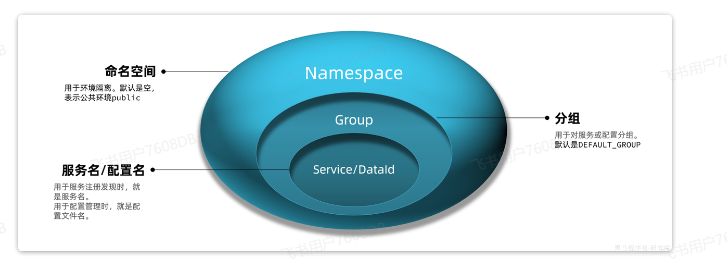 命名空间
用于环境隔离。默认是空，
表示公共环境public
Namespace
Group
Service/DataId
分组
用于对服务或配置分组。
默认是DEFAULT_GROUP
服务名/配置名
用于服务注册发现时，就
是服务名。
用于配置管理时，就是配
置文件名。
飞书用户7608DB